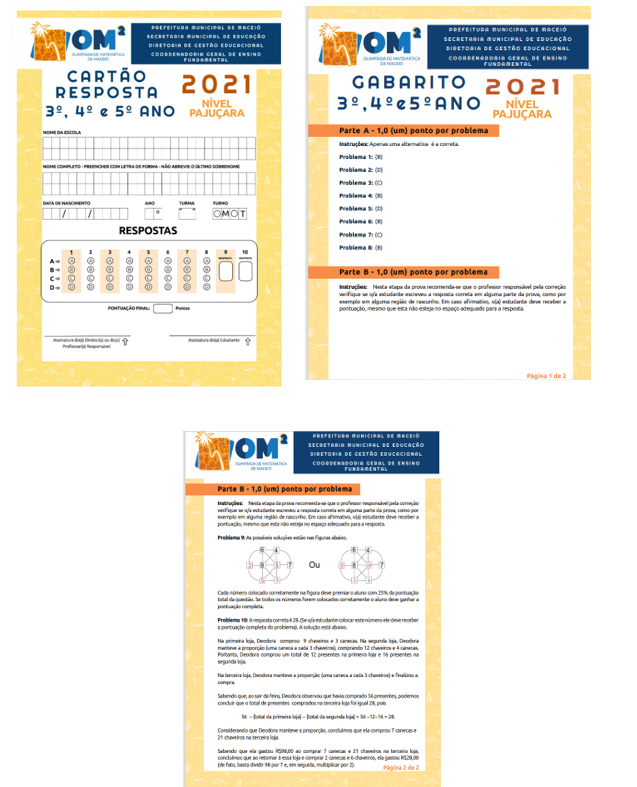 OM²
OLIMPÍADA DE MATEMÁTICA
DE MACEIÓ
PREFEITURA MUNICIPAL DE MACEIÓ
SECRETARIA MUNICIPAL DE EDUCAÇÃO
DIRETORIA DE GESTÃO EDUCACIONAL
COORDENADORIA GERAL DE ENSINO
FUNDAMENTAL
CARTÃO
RESPOSTA
3º, 4º e 5º ANO
2021
NÍVEL
PAJUÇARA
NOME DA ESCOLA
NOME COMPLETO - PREENCHER COM LETRA DE FORMA - NÃO ABREVIE O ÚLTIMO SOBRENOME
DATA DE NASCIMENTO ANO TURMA TURNO
/ / º " " M T
RESPOSTAS
1 2 3 4 5 6 7 8 9 10
A⇨ A A A A A A A A
B⇨ B B B B B B B B
C⇨ C C C C C C C C
D⇨ D D D D D D D D
PONTUAÇÃO FINAL: Pontos
Assinatura do(a) Diretor(a) ou do(a)
Professor(a) Responsável
Assinatura do(a) Estudante
OM²
OLIMPÍADA DE MATEMÁTICA
DE MACEIÓ
PREFEITURA MUNICIPAL DE MACEIÓ
SECRETARIA MUNICIPAL DE EDUCAÇÃO
DIRETORIA DE GESTÃO EDUCACIONAL
COORDENADORIA GERAL DE ENSINO
FUNDAMENTAL
GABARITO
3º,4ºe5ºANO
2021
NÍVEL
PAJUÇARA
Parte A - 1,0 (um) ponto por problema
Instruções: Apenas uma alternativa é a correta.
Problema 1: (B)
Problema 2: (D)
Problema 3: (C)
Problema 4: (B)
Problema 5: (D)
Problema 6: (B)
Problema 7: (C)
Problema 8: (B)
Parte B - 1,0 (um) ponto por problema
Instruções: Nesta etapa da prova recomenda-se que o professor responsável pela correção
verifique se o/a estudante escreveu a resposta correta em alguma parte da prova, como por
exemplo em alguma região de rascunho. Em caso afirmativo, o(a) estudante deve receber a
pontuação, mesmo que esta não esteja no espaço adequado para a resposta.
Página 1 de 2
OM²
OLIMPÍADA DE MATEMÁTICA
DE MACEIÓ
PREFEITURA MUNICIPAL DE MACEIÓ
SECRETARIA MUNICIPAL DE EDUCAÇÃO
DIRETORIA DE GESTÃO EDUCACIONAL
COORDENADORIA GERAL DE ENSINO
FUNDAMENTAL
Parte B - 1,0 (um) ponto por problema
Instruções: Nesta etapa da prova recomenda-se que o professor responsável pela correção
verifique se o/a estudante escreveu a resposta correta em alguma parte da prova, como por
exemplo em alguma região de rascunho. Em caso afirmativo, o(a) estudante deve receber a
pontuação, mesmo que esta não esteja no espaço adequado para a resposta.
Problema 9: As possíveis soluções estão nas Figuras abaixo.
6 4 6 4
8 7 Ou 8 7
Cada número colocado corretamente na figura deve premiar o aluno com 25% da pontuação
total da questão. Se todos os números forem colocados corretamente o aluno deve ganhar a
pontuação completa.
Problema 10: A resposta correta é 28. (Se o/a estudante colocar este número ele deve receber
a pontuação completa do problema). A solução está abaixo.
Na primeira loja, Deodora comprou 9 chaveiros e 3 canecas. Na segunda loja, Deodora
manteve a proporção (uma caneca a cada 3 chaveiros), comprando 12 chaveiros e 4 canecas.
Portanto, Deodora comprou um total de 12 presentes na primeira loja e 16 presentes na
segunda loja.
Na terceira loja, Deodora manteve a proporção (uma caneca a cada 3 chaveiros) e finalizou a
compra.
Sabendo que, ao sair da feira, Deodora observou que havia comprado 56 presentes, podemos
concluir que o total de presentes comprados na terceira loja foi igual 28, pois
56 – (total da primeira loja) – (total da segunda loja) = 56 –12–16 = 28.
Considerando que Deodora manteve a proporção, concluímos que ela comprou 7 canecas e
21 chaveiros na terceira loja.
Sabendo que ela gastou R$98,00 ao comprar 7 canecas e 21 chaveiros na terceira loja,
concluímos que ao retornar à essa loja e comprar 2 canecas e 6 chaveiros, ela gastou R$28,00
(de fato, basta dividir 98 por 7 e, em seguida, multiplicar por 2).
Página 2 de 2